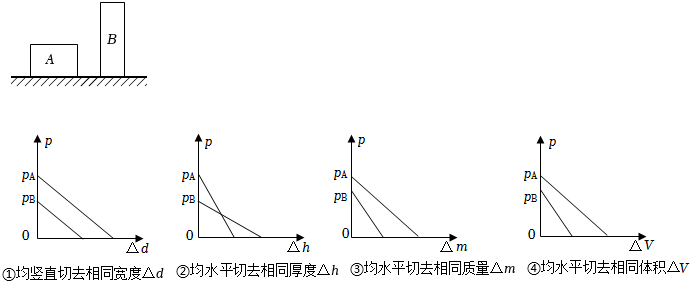 A
B
p
pA
pB
0
△d
p
pA
pB
0
△h
p
pA
pB
0
△m
p
pA
pB
0
△V
①均竖直切去相同宽度△d
②均水平切去相同厚度△h
③均水平切去相同质量△m
④均水平切去相同体积△V